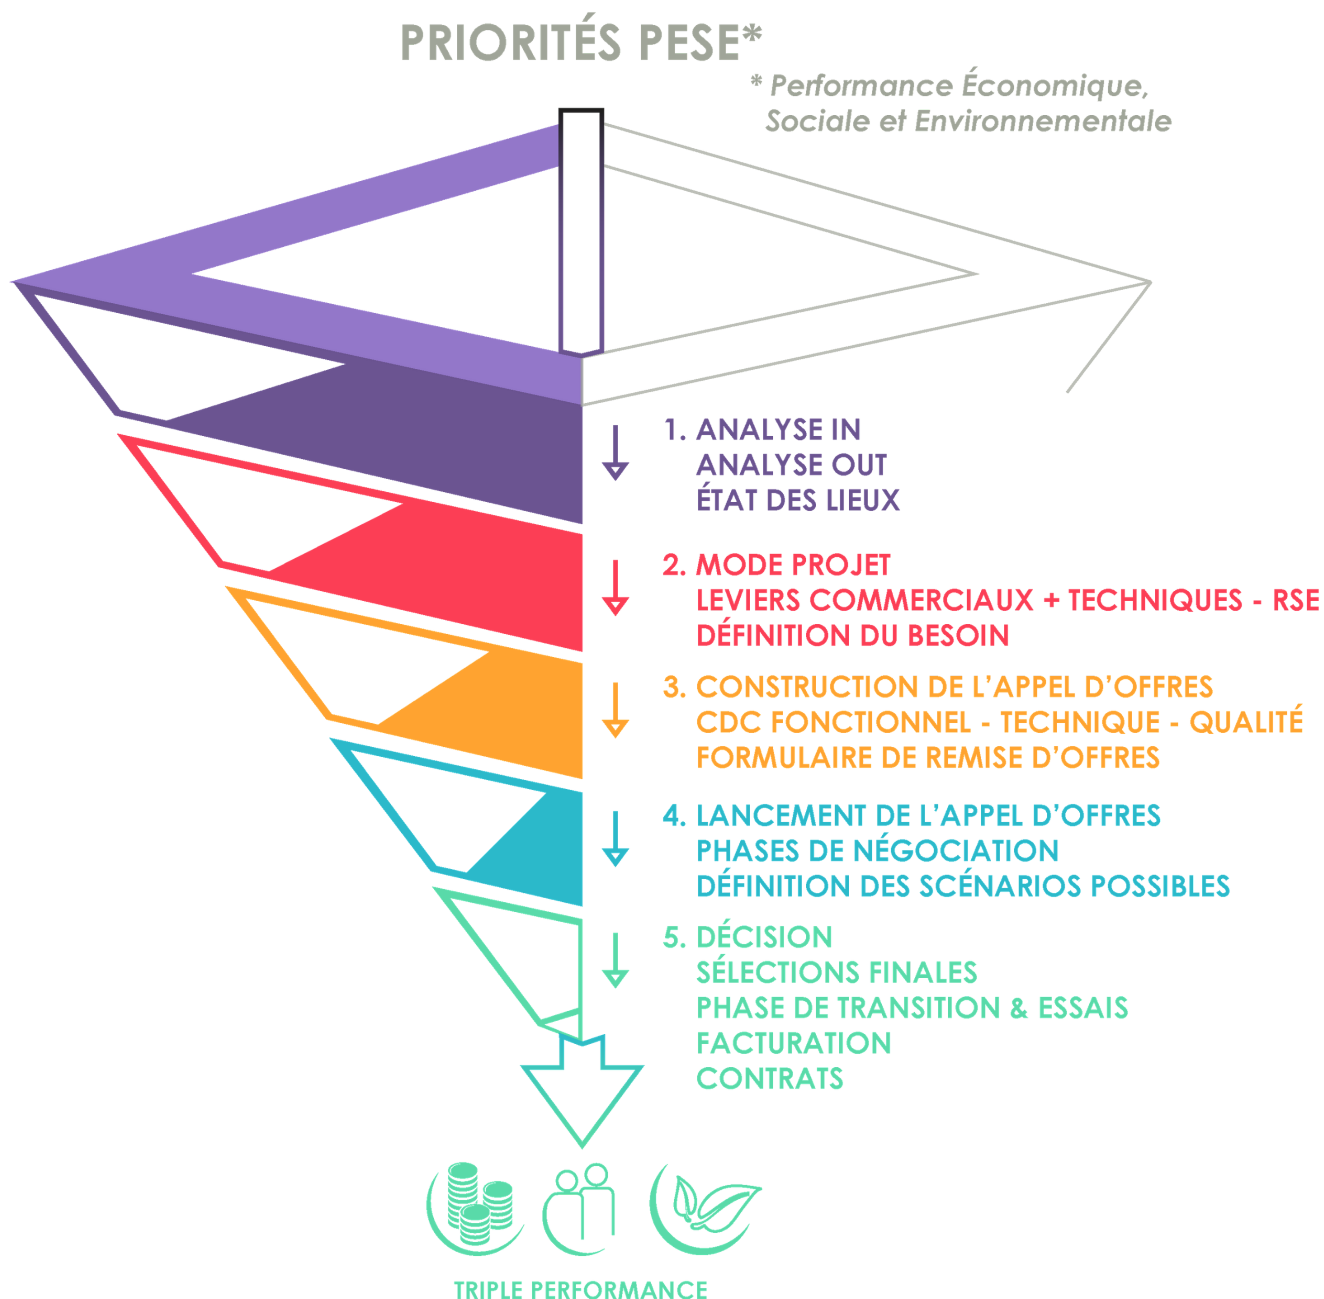 PRIORITÉS PESE*
* Performance Économique,
Sociale et Environnementale
1. ANALYSE IN
ANALYSE OUT
ÉTAT DES LIEUX
2. MODE PROJET
LEVIERS COMMERCIAUX + TECHNIQUES - RSE
DÉFINITION DU BESOIN
3. CONSTRUCTION DE L’APPEL D’OFFRES
CDC FONCTIONNEL - TECHNIQUE - QUALITÉ
FORMULAIRE DE REMISE D’OFFRES
4. LANCEMENT DE L’APPEL D’OFFRES
PHASES DE NÉGOCIATION
DÉFINITION DES SCÉNARIOS POSSIBLES
5. DÉCISION
SÉLECTIONS FINALES
PHASE DE TRANSITION & ESSAIS
FACTURATION
CONTRATS
TRIPLE PERFORMANCE